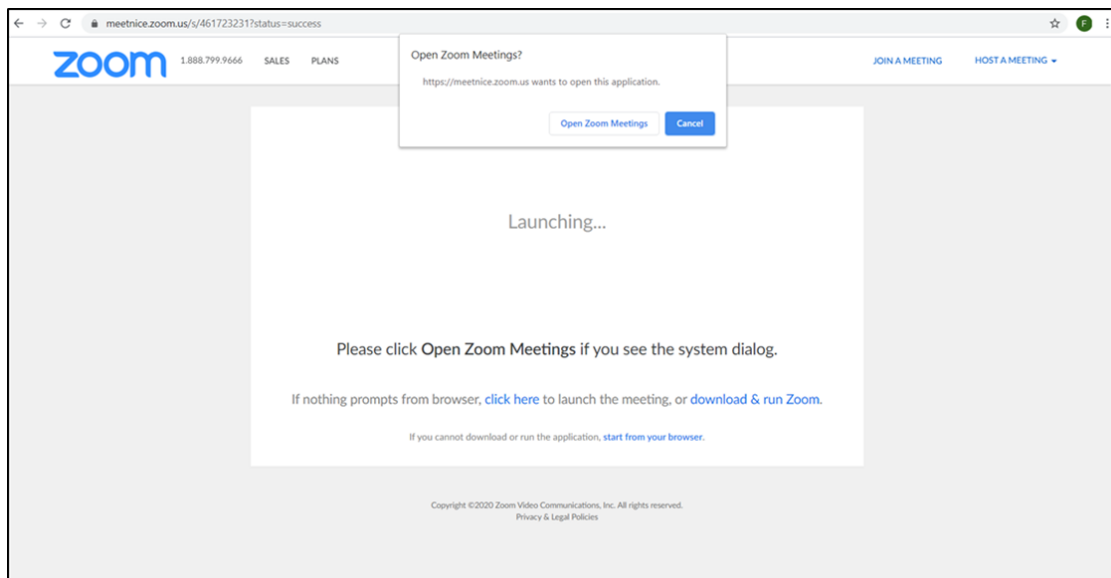 meetnice.zoom.us/s/461723231?status=success
F
zoom 1.888.799.9666 SALES PLANS JOIN A MEETING HOST A MEETING
Open Zoom Meetings?
https://meetnice.zoom.us wants to open this application.
Open Zoom Meetings Cancel
Launching...
Please click Open Zoom Meetings if you see the system dialog.
If nothing prompts from browser, click here to launch the meeting, or download & run Zoom.
If you cannot download or run the application, start from your browser.
Copyright ©2020 Zoom Video Communications, Inc. All rights reserved.
Privacy & Legal Policies